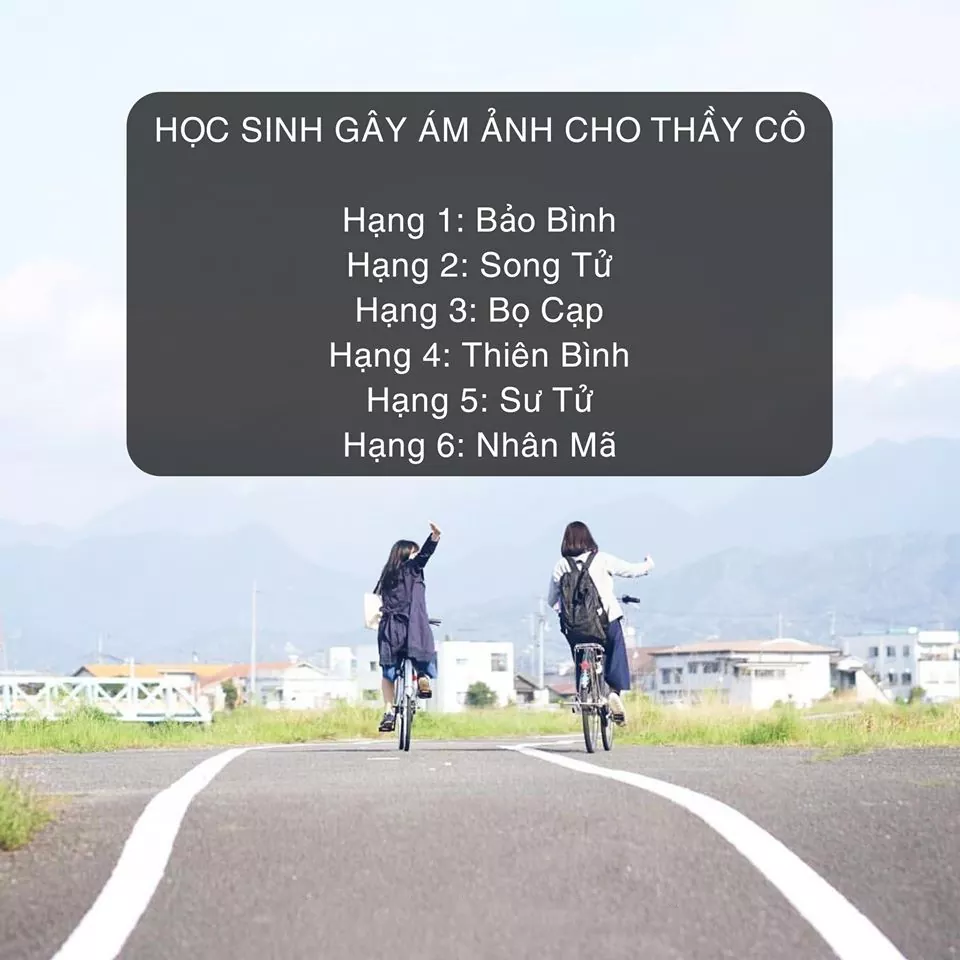 HỌC SINH GÂY ÁM ẢNH CHO THẦY CÔ
Hạng 1: Bảo Bình
Hạng 2: Song Tử
Hạng 3: Bọ Cạp
Hạng 4: Thiên Bình
Hạng 5: Sư Tử
Hạng 6: Nhân Mã